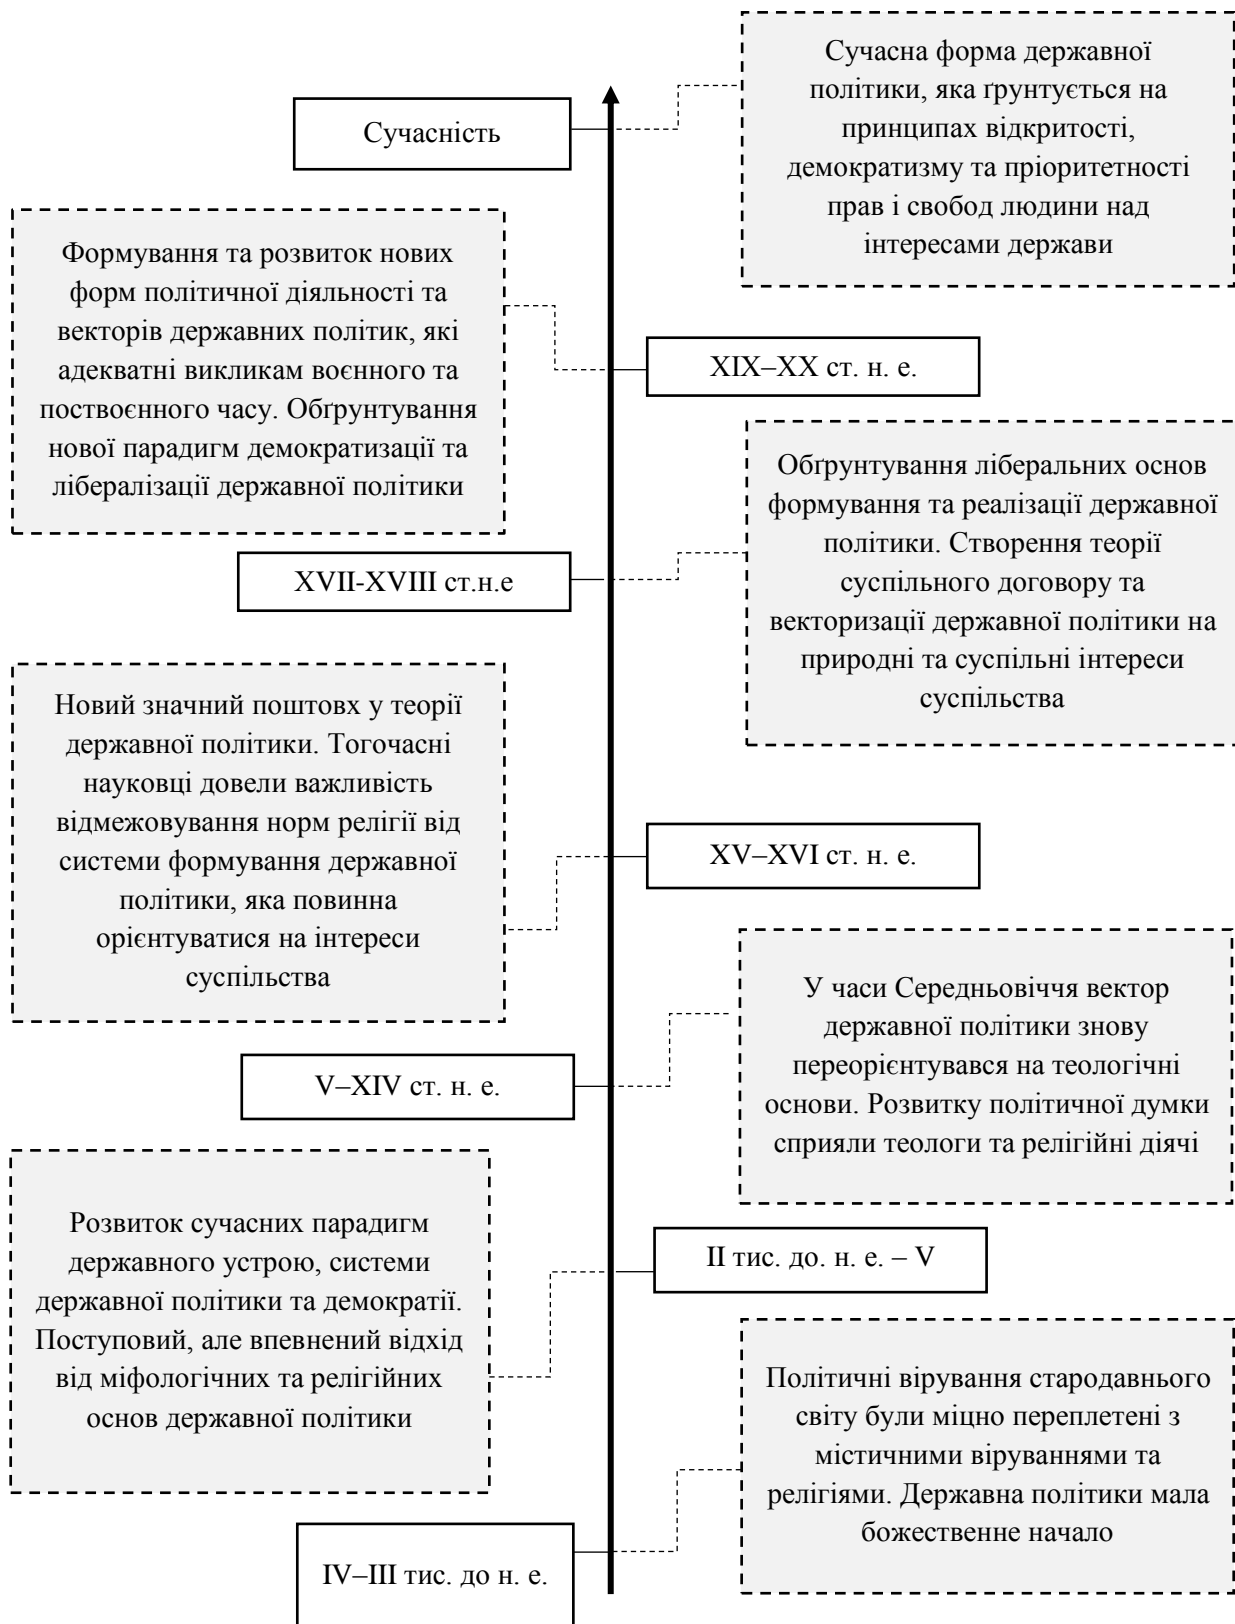 Сучасна форма державної
політики, яка ґрунтується на
принципах відкритості,
демократизму та пріоритетності
прав і свобод людини над
інтересами держави
Сучасність
Формування та розвиток нових
форм політичної діяльності та
векторів державних політик, які
адекватні викликам воєнного та
поствоєнного часу. Обґрунтування
нової парадигм демократизації та
лібералізації державної політики
XIX–XX ст. н. е.
Обґрунтування ліберальних основ
формування та реалізації державної
політики. Створення теорії
суспільного договору та
векторизації державної політики на
природні та суспільні інтереси
суспільства
XVII-XVIII ст.н.е
Новий значний поштовх у теорії
державної політики. Тогочасні
науковці довели важливість
відмежовування норм релігії від
системи формування державної
політики, яка повинна
орієнтуватися на інтереси
суспільства
XV–XVI ст. н. е.
У часи Середньовіччя вектор
державної політики знову
переорієнтувався на теологічні
основи. Розвитку політичної думки
сприяли теологи та релігійні діячі
V–XIV ст. н. е.
Розвиток сучасних парадигм
державного устрою, системи
державної політики та демократії.
Поступовий, але впевнений відхід
від міфологічних та релігійних
основ державної політики
II тис. до. н. е. – V
Політичні вірування стародавнього
світу були міцно переплетені з
містичними віруваннями та
релігіями. Державна політики мала
божественне начало
IV–III тис. до н. е.